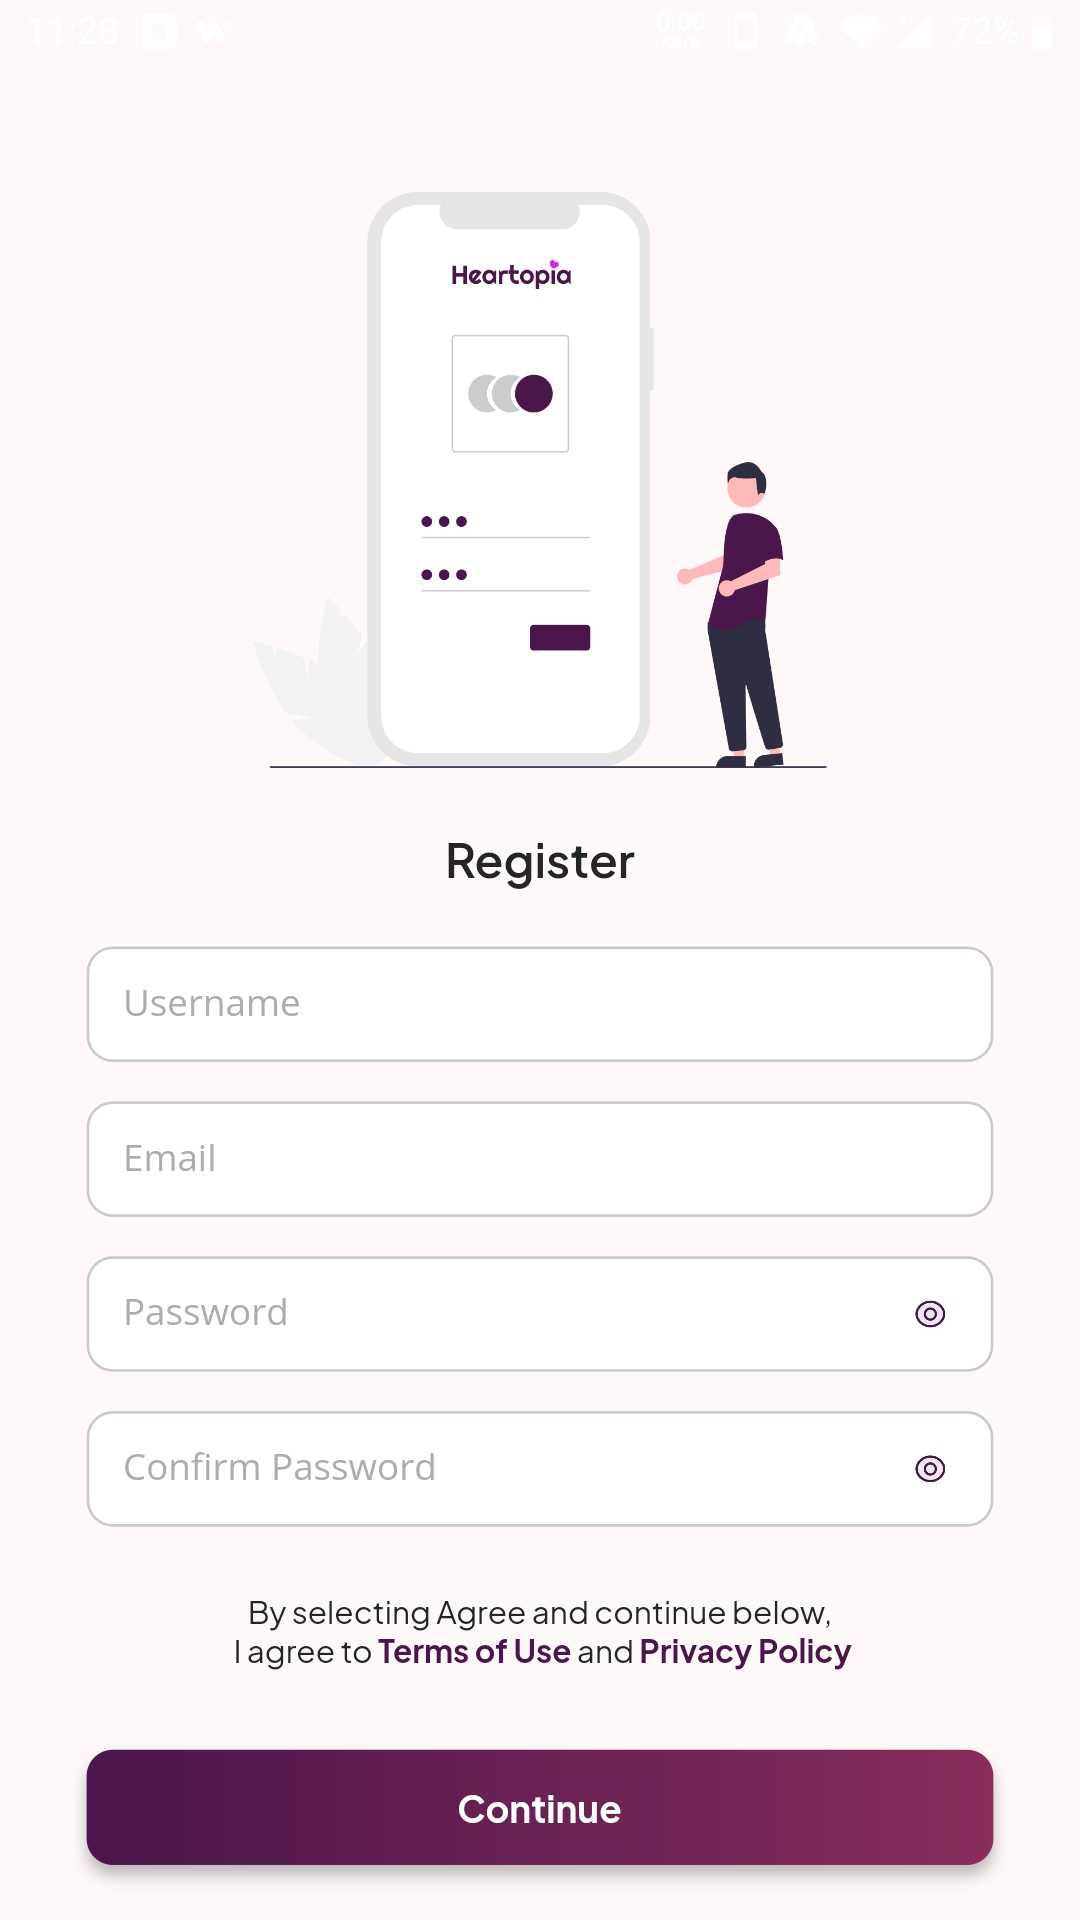 11:28
0.00
KB/s
72%
Heartopia
Register
Username
Email
Password
Confirm Password
By selecting Agree and continue below,
I agree to Terms of Use and Privacy Policy
Continue